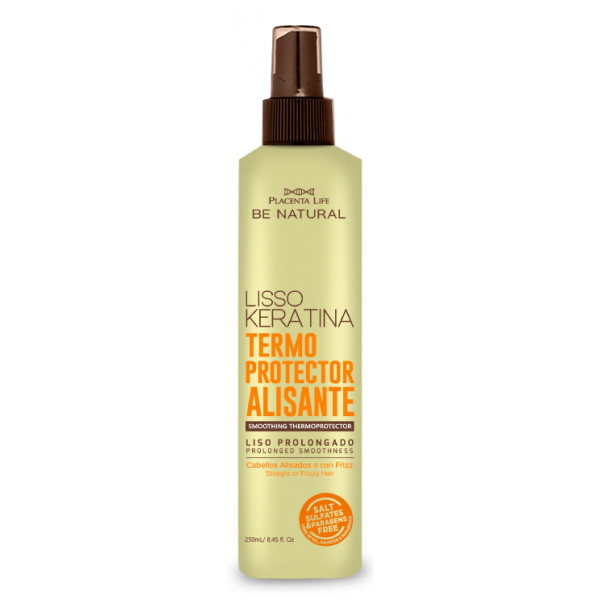 PLACENTA LIFE
BE NATURAL
LISSO
KERATINA
TERMO
PROTECTOR
ALISANTE
SMOOTHING THERMOPROTECTOR
LISO PROLONGADO
PROLONGED SMOOTHNESS
Cabellos Alisados o con Frizz
Straight or Frizzy Hair
SALT
SULFATES
&PARABENS
FREE
250ml/ 8.45 fl. Oz